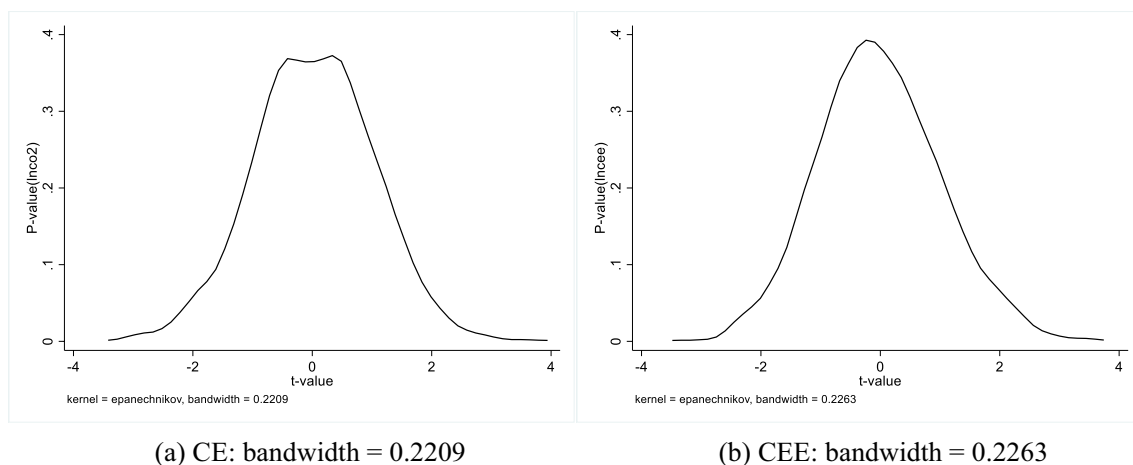 P-value(lnco2)
.4
.3
.2
.1
0
-4 -2 0 2 4
t-value
kernel = epanechnikov, bandwidth = 0.2209
(a) CE: bandwidth = 0.2209
P-value(lncee)
.4
.3
.2
.1
0
-4 -2 0 2 4
t-value
kernel = epanechnikov, bandwidth = 0.2263
(b) CEE: bandwidth = 0.2263